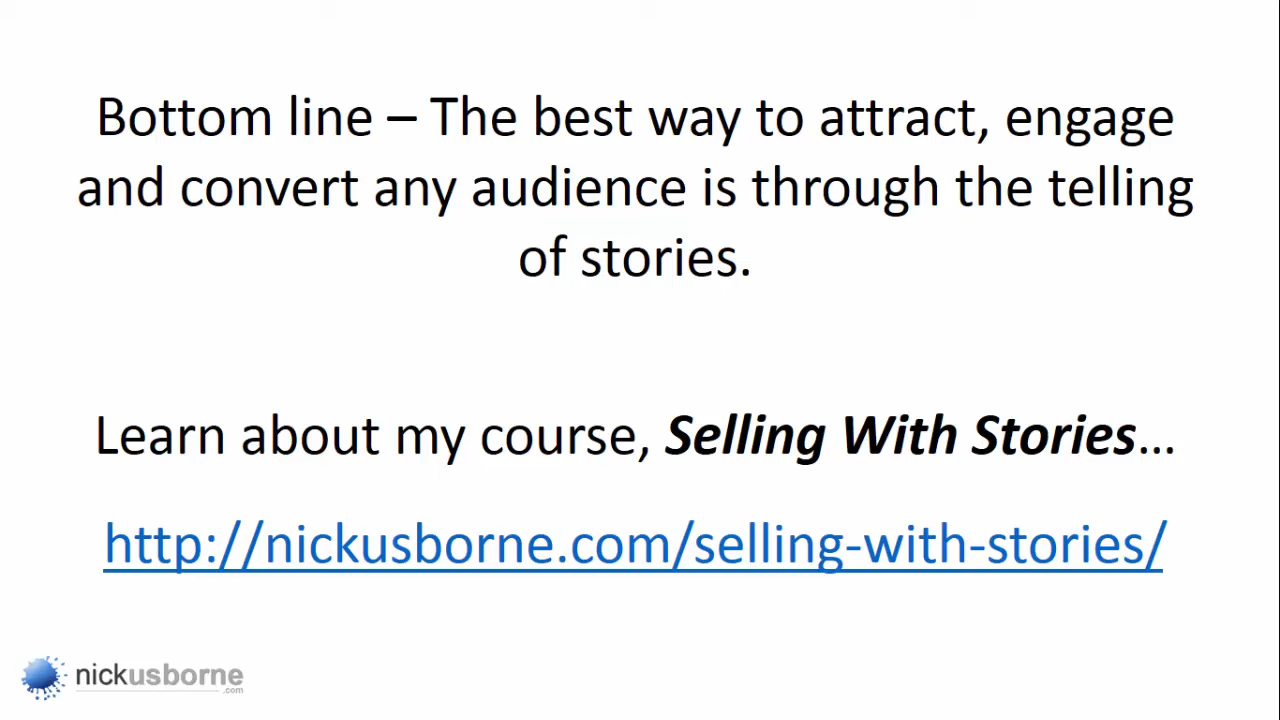 Bottom line – The best way to attract, engage
and convert any audience is through the telling
of stories.
Learn about my course, Selling With Stories...
http://nickusborne.com/selling-with-stories/
nickusborne
.com